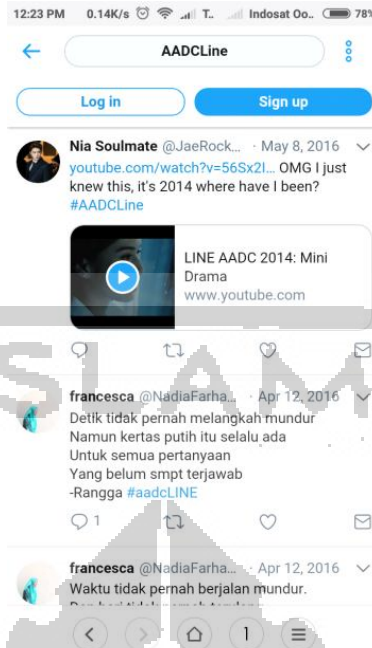 12:23 PM 0.14K/s T.. Indosat Oo.. 78%
AADCLine
Log in Sign up
Nia Soulmate @JaeRock... · May 8, 2016
youtube.com/watch?v=56Sx2I... OMG I just
knew this, it's 2014 where have I been?
#AADCLine
LINE AADC 2014: Mini
Drama
www.youtube.com
ISLAM
francesca @NadiaFarha... · Apr 12, 2016
Detik tidak pernah melangkah mundur
Namun kertas putih itu selalu ada
Untuk semua pertanyaan
Yang belum smpt terjawab
-Rangga #aadcLINE
1
francesca @NadiaFarha... · Apr 12, 2016
Waktu tidak pernah berjalan mundur.
1